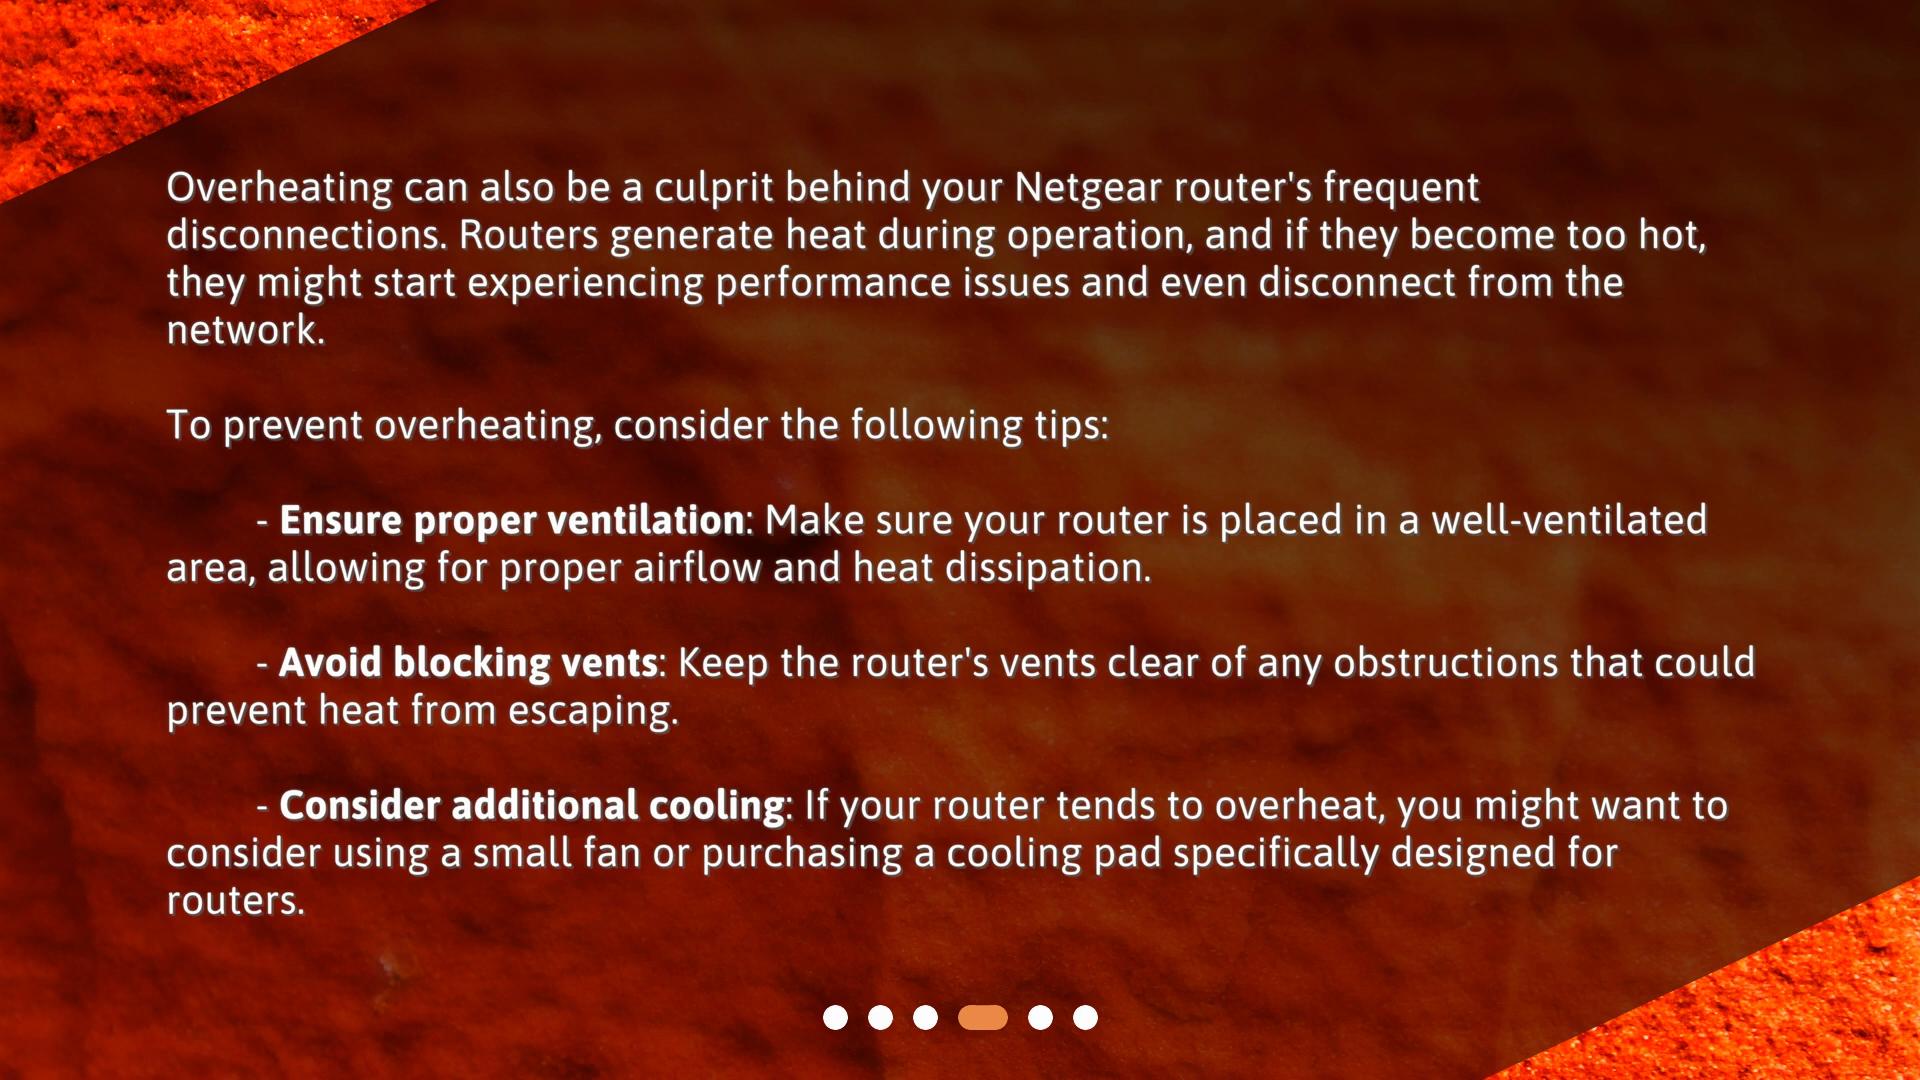 Overheating can also be a culprit behind your Netgear router's frequent
disconnections. Routers generate heat during operation, and if they become too hot,
they might start experiencing performance issues and even disconnect from the
network.
To prevent overheating, consider the following tips:
- Ensure proper ventilation: Make sure your router is placed in a well-ventilated
area, allowing for proper airflow and heat dissipation.
- Avoid blocking vents: Keep the router's vents clear of any obstructions that could
prevent heat from escaping.
- Consider additional cooling: If your router tends to overheat, you might want to
consider using a small fan or purchasing a cooling pad specifically designed for
routers.